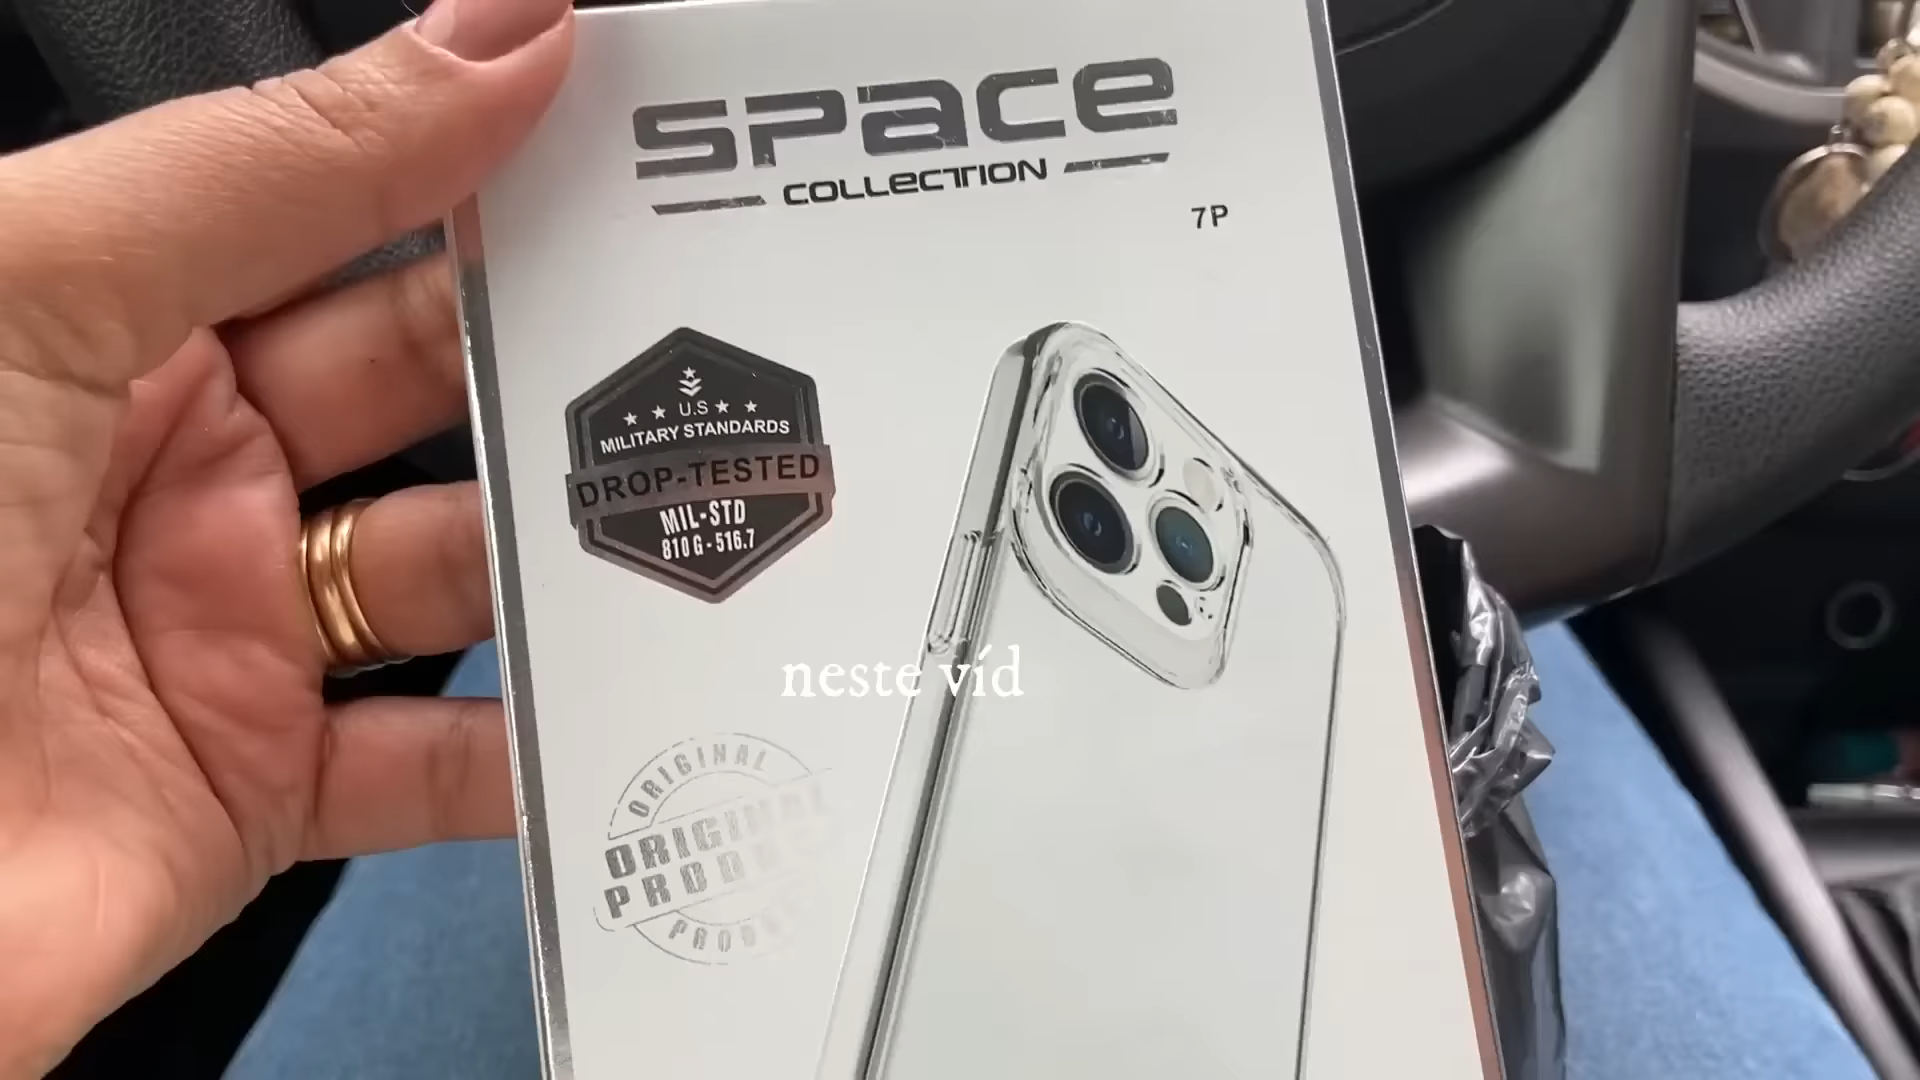 SPACE
COLLECTION
7P
U.S
MILITARY STANDARDS
DROP-TESTED
MIL-STD
810G-516.7
neste víd
ORIGINAL
ORIGINAL